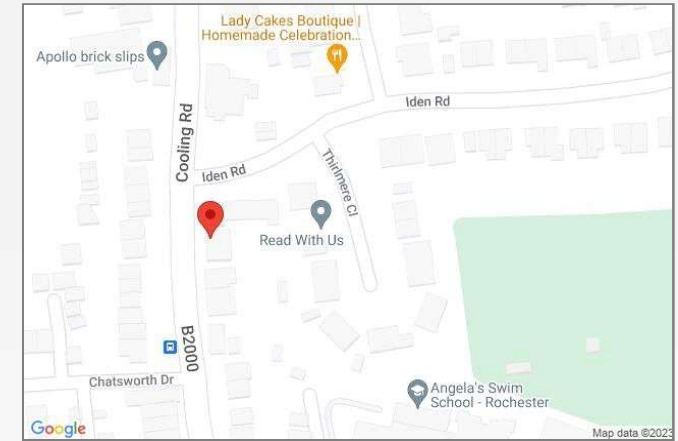 Lady Cakes Boutique |
Homemade Celebration...
Apollo brick slips
Cooling Rd
Iden Rd
Iden Rd
Thirlmere Cl
Read With Us
B2000
Chatsworth Dr
Angela's Swim
School - Rochester
Google
Map data ©2023